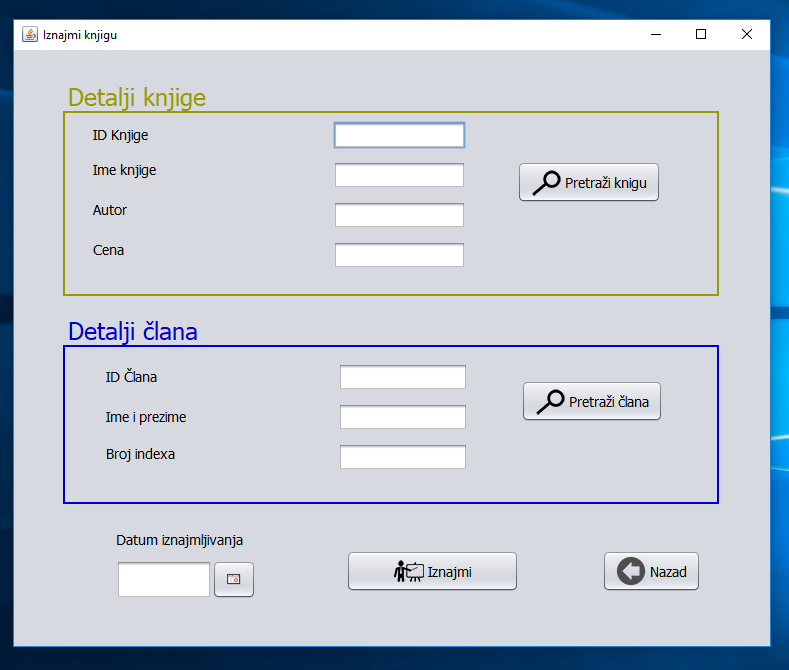 Iznajmi knjigu
Detalji knjige
ID Knjige
Ime knjige
Pretraži knigu
Autor
Cena
Detalji člana
ID Člana
Pretraži člana
Ime i prezime
Broj indexa
Datum iznajmljivanja
Iznajmi
Nazad